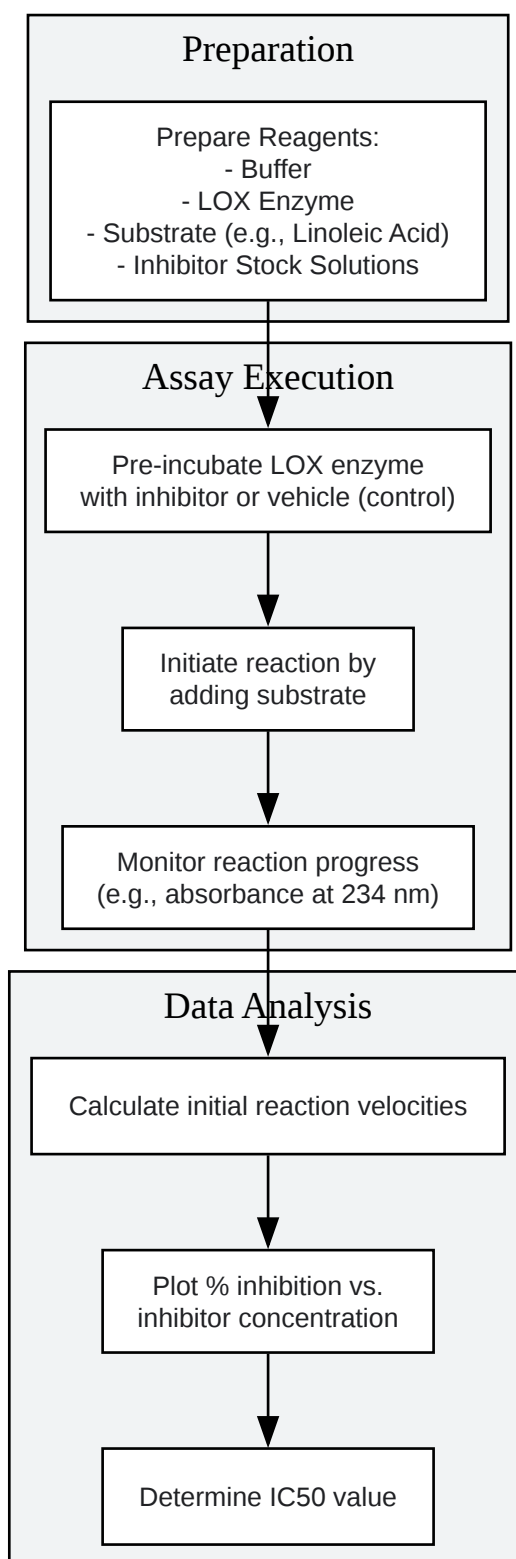 Preparation
Prepare Reagents:
- Buffer
- LOX Enzyme
- Substrate (e.g., Linoleic Acid)
- Inhibitor Stock Solutions
Assay Execution
Pre-incubate LOX enzyme
with inhibitor or vehicle (control)
Initiate reaction by
adding substrate
Monitor reaction progress
(e.g., absorbance at 234 nm)
Data Analysis
Calculate initial reaction velocities
Plot % inhibition vs.
inhibitor concentration
Determine IC50 value